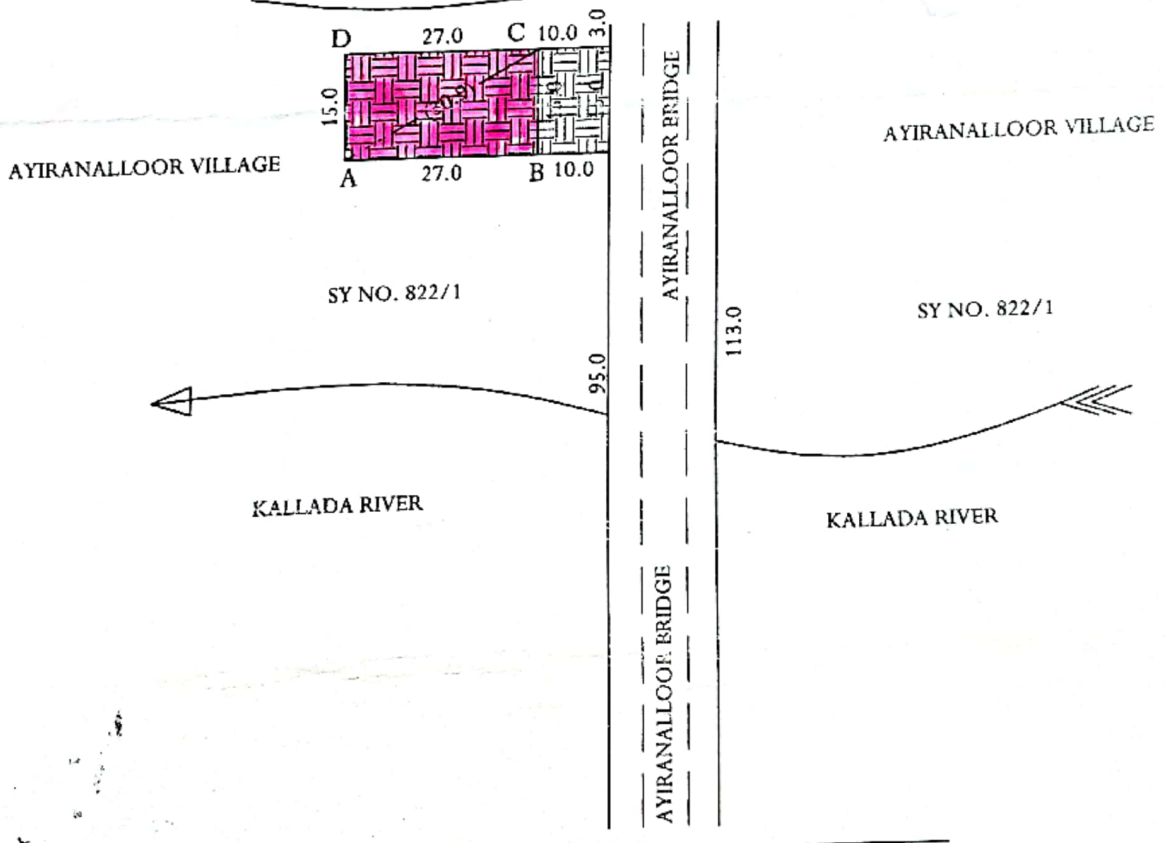 D 27.0 C 10.0 3.0
15.0
A 27.0 B 10.0
AYIRANALLOOR VILLAGE
AYIRANALLOOR BRIDGE
AYIRANALLOOR VILLAGE
SY NO. 822/1
SY NO. 822/1
95.0
113.0
KALLADA RIVER
KALLADA RIVER
AYIRANALLOOR BRIDGE